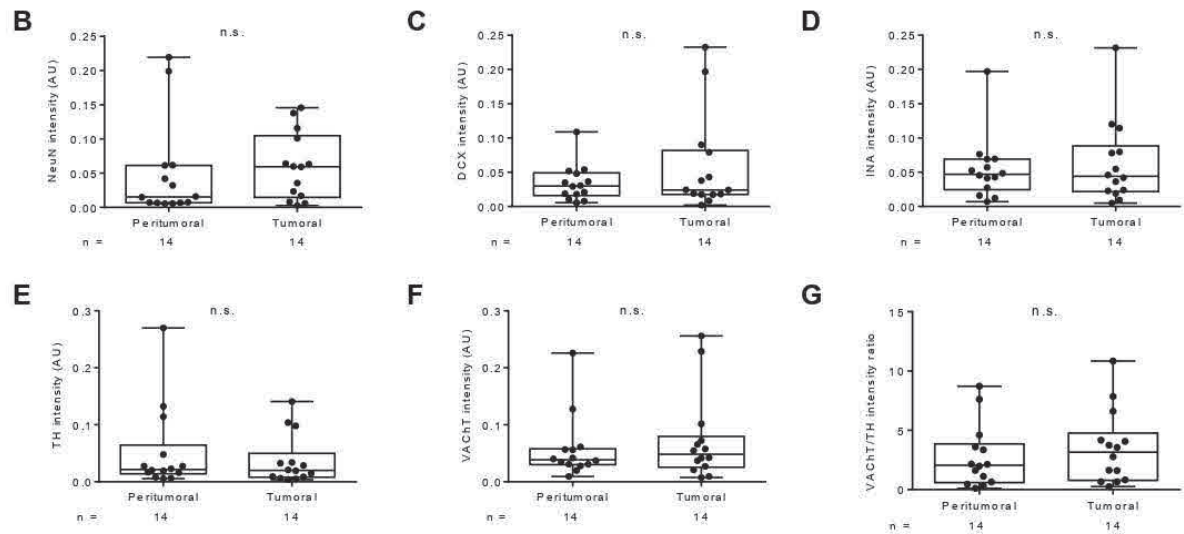 B
n.s.
NeuN intensity (AU)
0.25
0.20
0.15
0.10
0.05
0.00
Peritumoral Tumoral
n = 14 14
C
n.s.
DCX intensity (AU)
0.25
0.20
0.15
0.10
0.05
0.00
Peritumoral Tumoral
n = 14 14
D
n.s.
INA intensity (AU)
0.25
0.20
0.15
0.10
0.05
0.00
Peritumoral Tumoral
n = 14 14
E
n.s.
TH intensity (AU)
0.3
0.2
0.1
0.0
Peritumoral Tumoral
n = 14 14
F
n.s.
VAChT intensity (AU)
0.3
0.2
0.1
0.0
Peritumoral Tumoral
n = 14 14
G
n.s.
VAChT/TH intensity ratio
15
10
5
0
Peritumoral Tumoral
n = 14 14